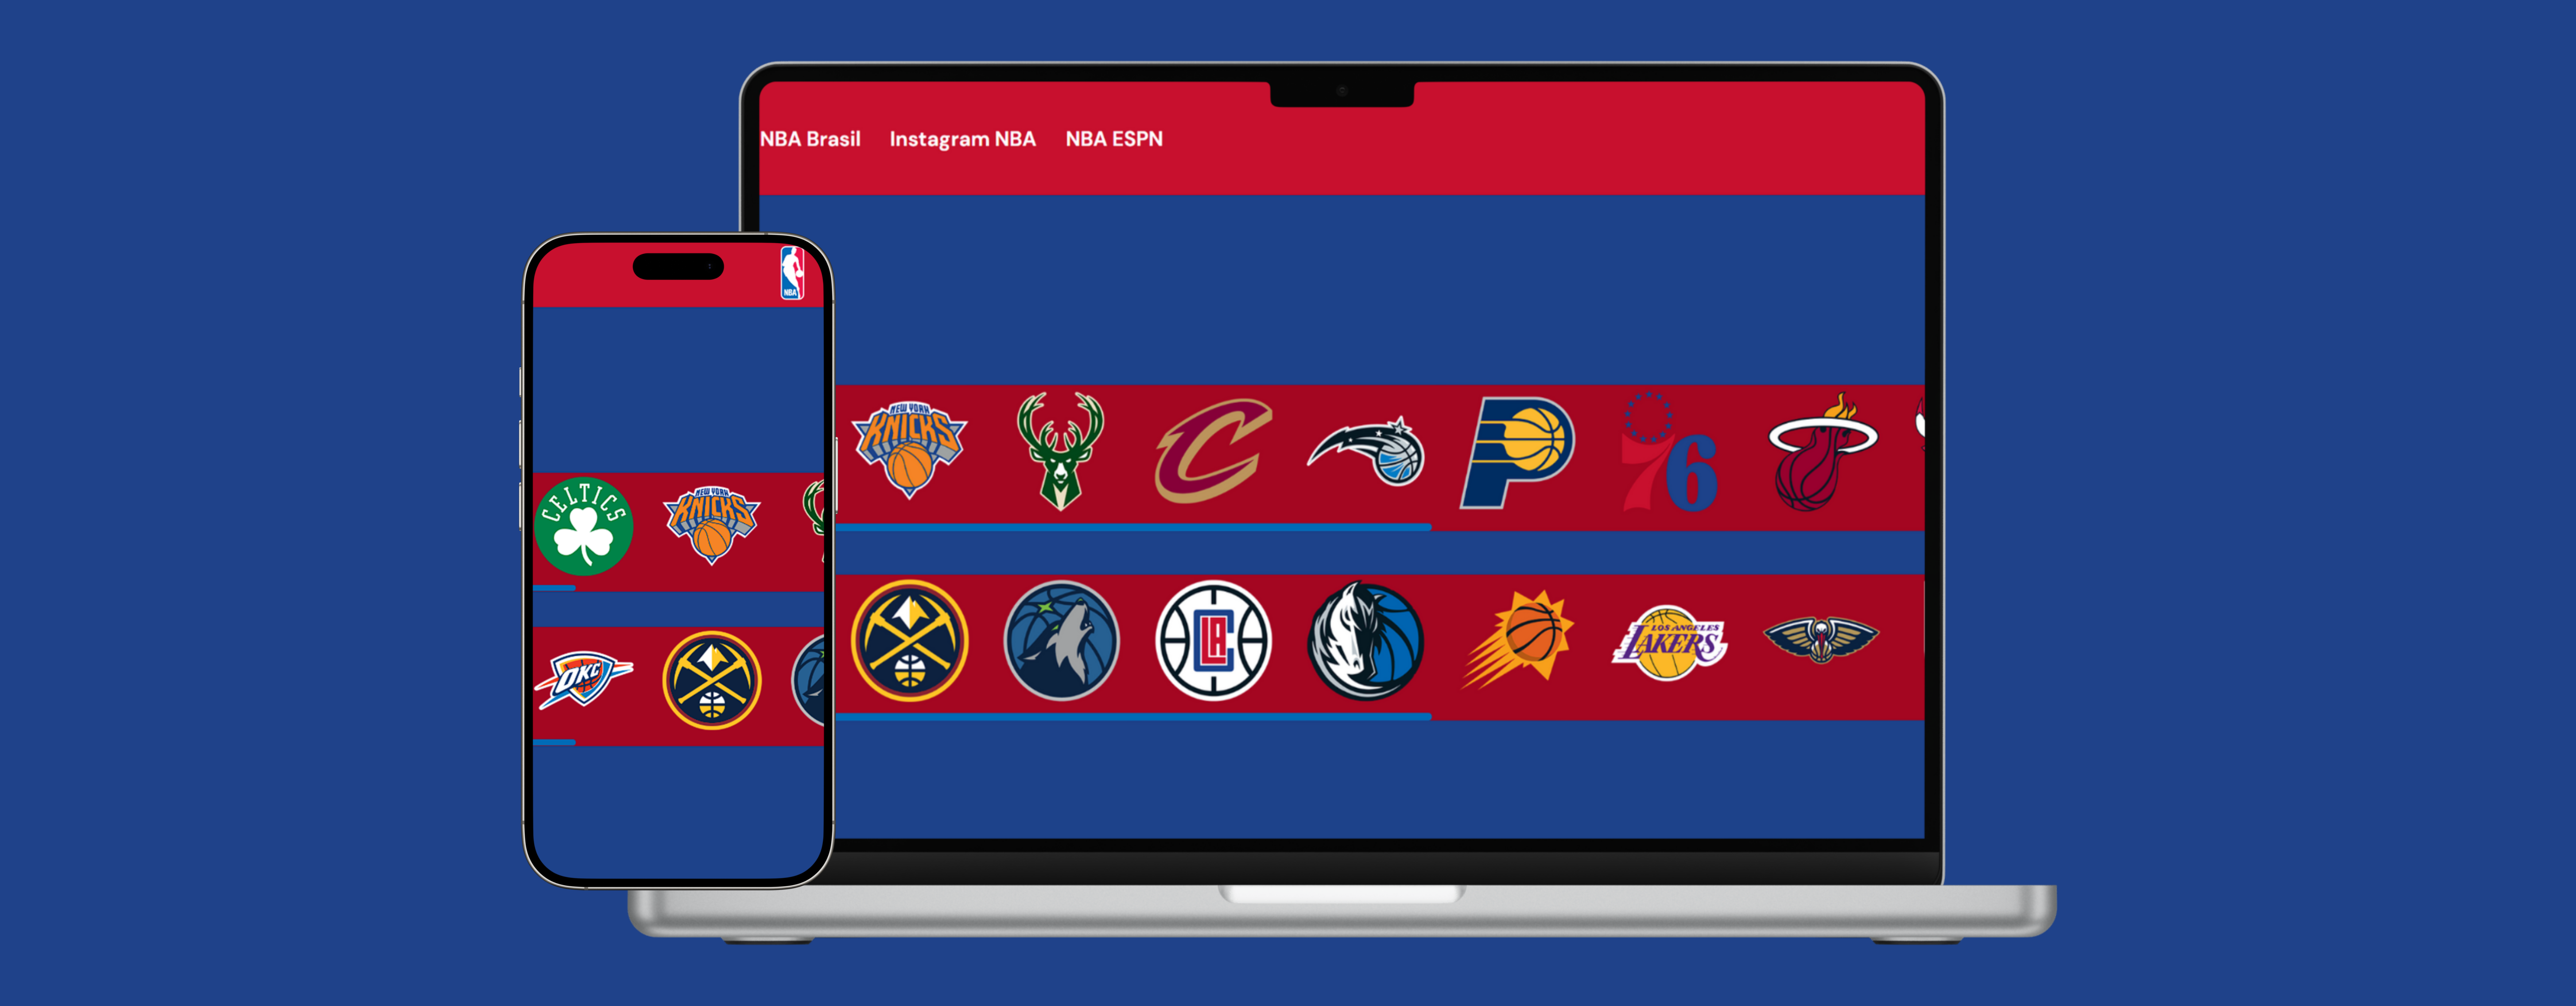 NBA Brasil Instagram NBA NBA ESPN
NBA
CELTICS
NEW YORK
KNICKS
OKC
NEW YORK
KNICKS
76
LA
LOS ANGELES
LAKERS